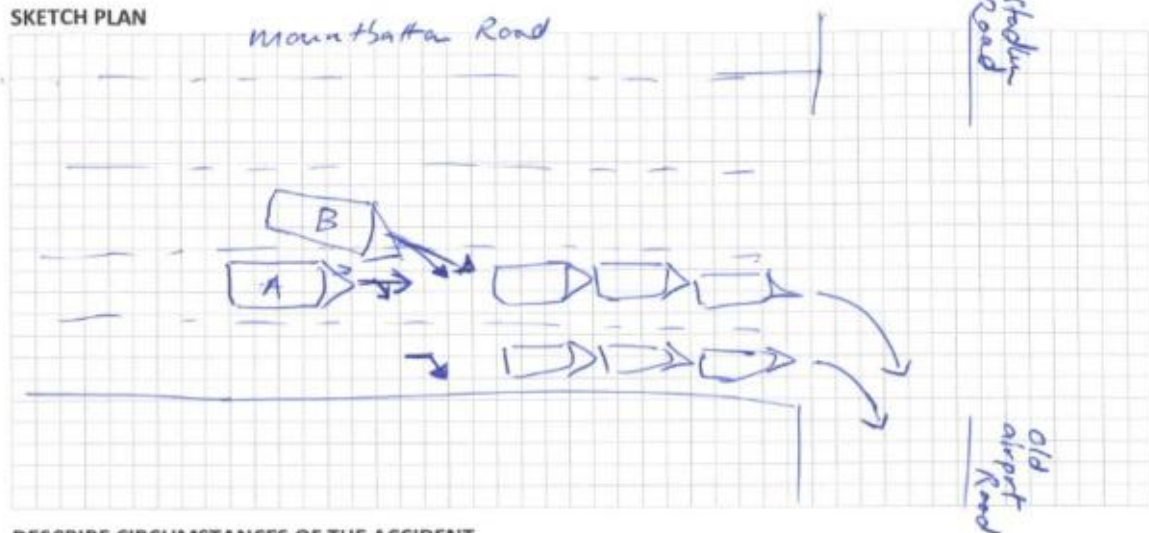 SKETCH PLAN
Mountbatten Road
Stadium
Road
B
A
Old
airport
Road
DESCRIBE CIRCUMSTANCES OF THE ACCIDENT